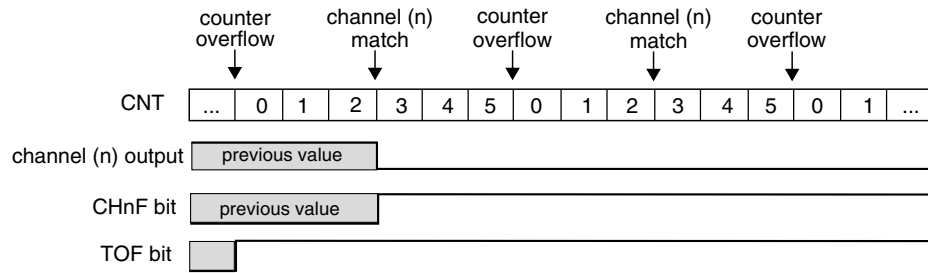 counter overflow channel (n) match counter overflow channel (n) match counter overflow
CNT ... 0 1 2 3 4 5 0 1 2 3 4 5 0 1 ...
channel (n) output previous value
CHnF bit previous value
TOF bit